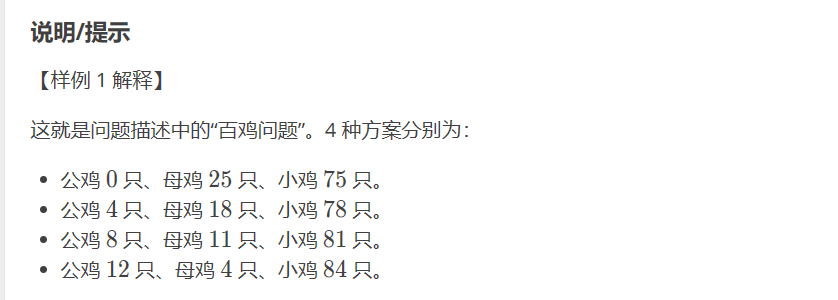 说明/提示
【样例 1 解释】
这就是问题描述中的“百鸡问题”。4 种方案分别为：
• 公鸡 0 只、母鸡 25 只、小鸡 75 只。
• 公鸡 4 只、母鸡 18 只、小鸡 78 只。
• 公鸡 8 只、母鸡 11 只、小鸡 81 只。
• 公鸡 12 只、母鸡 4 只、小鸡 84 只。